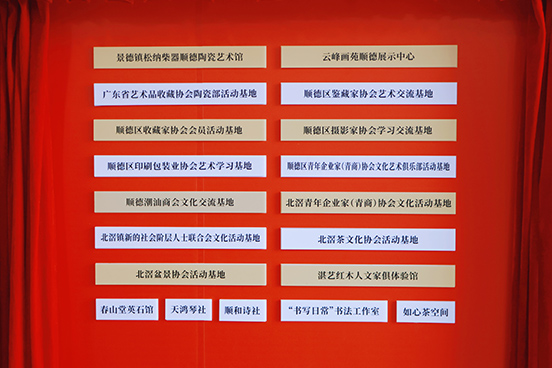 景德镇松纳柴器顺德陶瓷艺术馆
云峰画苑顺德展示中心
广东省艺术品收藏协会陶瓷部活动基地
顺德区鉴藏家协会艺术交流基地
顺德区收藏家协会会员活动基地
顺德区摄影家协会学习交流基地
顺德区印刷包装业协会艺术学习基地
顺德区青年企业家(青商)协会文化艺术俱乐部活动基地
顺德潮汕商会文化交流基地
北滘青年企业家(青商)协会文化活动基地
北滘镇新的社会阶层人士联合会文化活动基地
北滘茶文化协会活动基地
北滘盆景协会活动基地
湛艺红木人文家俱体验馆
春山堂英石馆
天鸿琴社
顺和诗社
“书写日常”书法工作室
如心茶空间